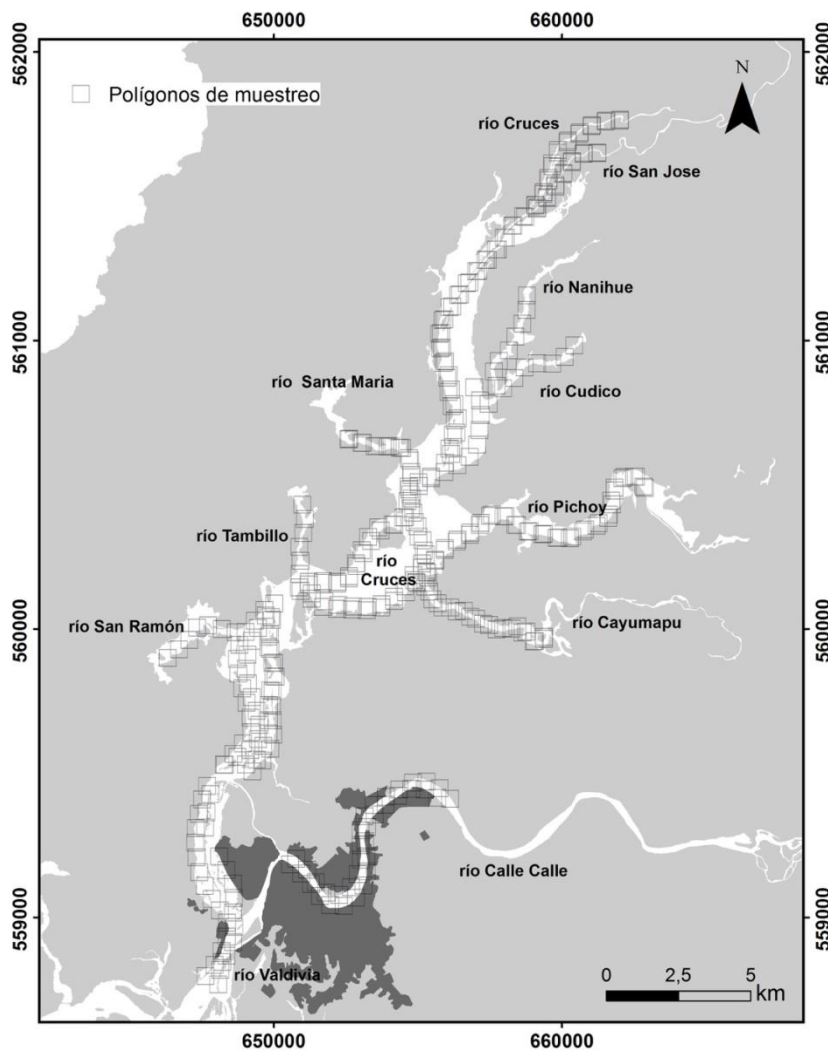 650000 660000
562000 562000
Polígonos de muestreo
N
río Cruces
río San Jose
río Nanihue
561000 561000
río Santa Maria
río Cudico
río Pichoy
río Tambillo
río
Cruces
560000 560000
río San Ramón
río Cayumapu
río Calle Calle
559000 559000
río Valdivia
0 2,5 5
km
650000 660000